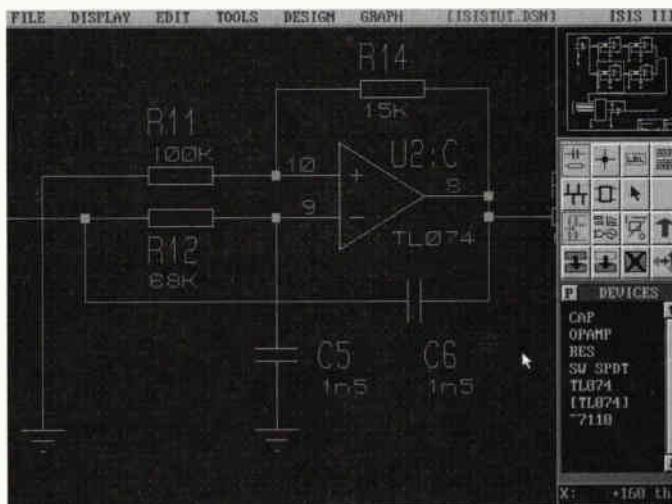 FILE DISPLAY EDIT TOOLS DESIGN GRAPH [ISISTUT.DSN] ISIS III
R14
15K
R11
100K
10
U2:C
8
9
TL074
R12
68K
C5
1n5
C6
1n5
LBL
P DEVICES
CAP
OPAMP
RES
SW SPDT
TL074
[TL074]
~7110
X: +160